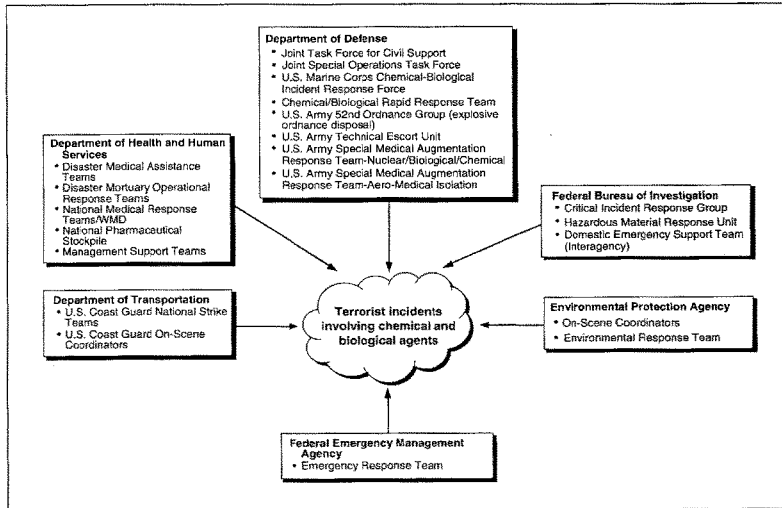 Department of Defense
• Joint Task Force for Civil Support
• Joint Special Operations Task Force
• U.S. Marine Corps Chemical-Biological
Incident Response Force
• Chemical/Biological Rapid Response Team
• U.S. Army 52nd Ordnance Group (explosive
ordnance disposal)
• U.S. Army Technical Escort Unit
• U.S. Army Special Medical Augmentation
Response Team-Nuclear/Biological/Chemical
• U.S. Army Special Medical Augmentation
Response Team-Aero-Medical Isolation
Department of Health and Human
Services
• Disaster Medical Assistance
Teams
• Disaster Mortuary Operational
Response Teams
• National Medical Response
Teams/WMD
• National Pharmaceutical
Stockpile
• Management Support Teams
Federal Bureau of Investigation
• Critical Incident Response Group
• Hazardous Material Response Unit
• Domestic Emergency Support Team
(Interagency)
Department of Transportation
• U.S. Coast Guard National Strike
Teams
• U.S. Coast Guard On-Scene
Coordinators
Terrorist incidents
involving chemical and
biological agents
Environmental Protection Agency
• On-Scene Coordinators
• Environmental Response Team
Federal Emergency Management
Agency
• Emergency Response Team